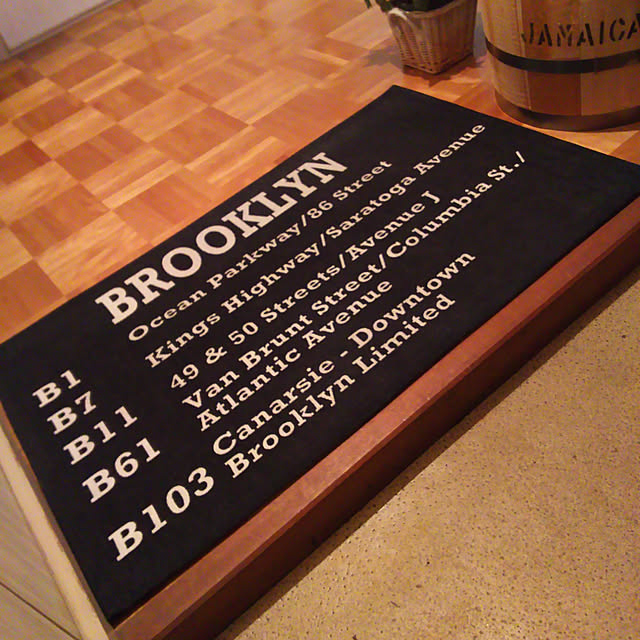 JAMAICA
BROOKLYN
B1 Ocean Parkway/86 Street
B7 Kings Highway/Saratoga Avenue
B11 49 & 50 Streets/Avenue J
B61 Van Brunt Street/Columbia St./
Atlantic Avenue
B103 Canarsie - Downtown
Brooklyn Limited